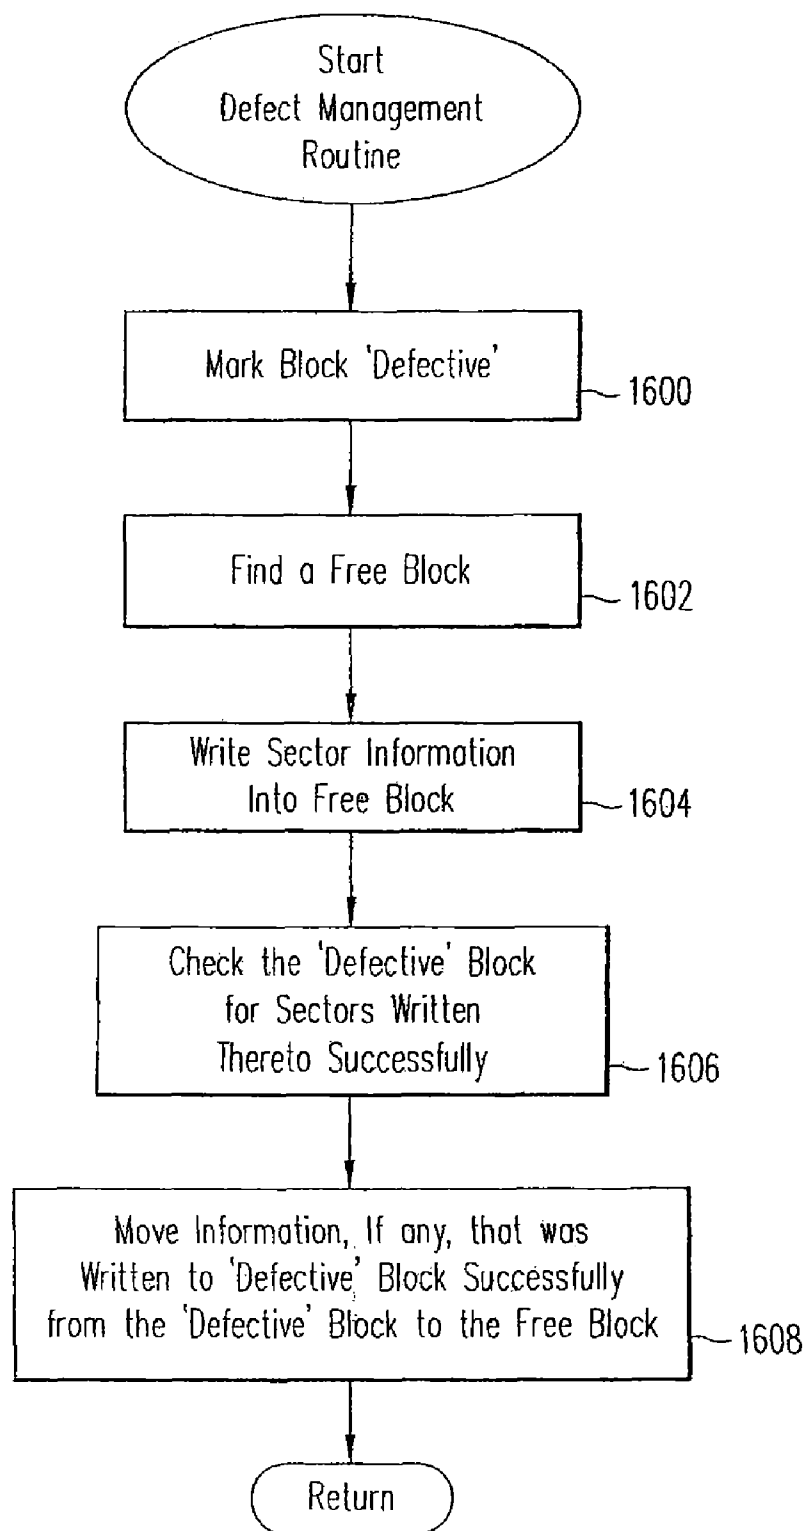 Start
Defect Management
Routine
Mark Block 'Defective'
1600
Find a Free Block
1602
Write Sector Information
Into Free Block
1604
Check the 'Defective' Block
for Sectors Written
Thereto Successfully
1606
Move Information, If any, that was
Written to 'Defective' Block Successfully
from the 'Defective' Block to the Free Block
1608
Return